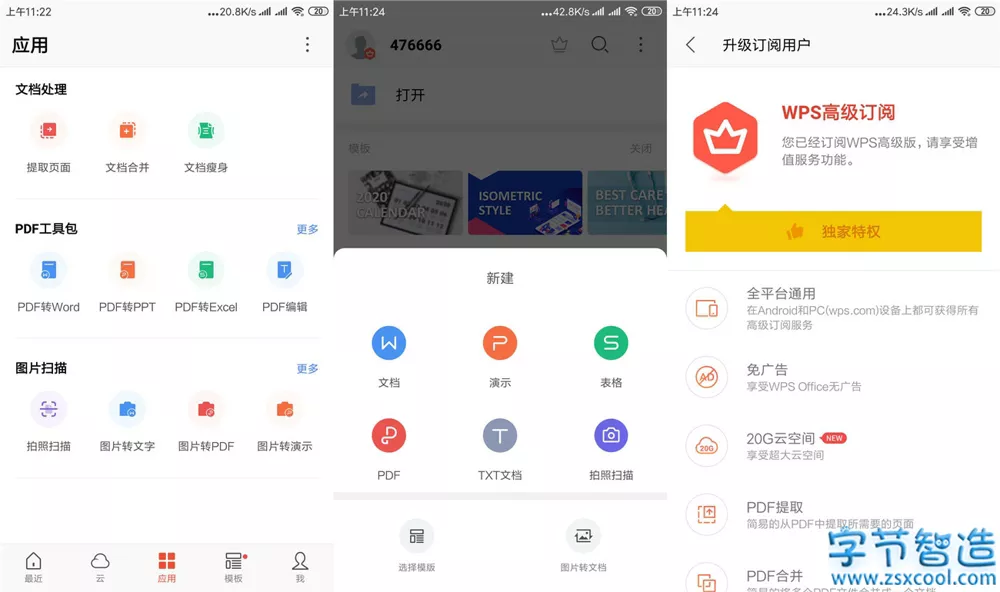 上午11:22
...20.8K/s
20
应用
文档处理
提取页面
文档合并
文档瘦身
PDF工具包
更多
PDF转Word
PDF转PPT
PDF转Excel
PDF编辑
图片扫描
更多
拍照扫描
图片转文字
图片转PDF
图片转演示
最近
云
应用
模板
我
上午11:24
...42.8K/s
20
476666
打开
模板
关闭
2020
CALENDAR
ISOMETRIC
STYLE
BEST CARE
BETTER HEA
新建
文档
演示
表格
PDF
TXT文档
拍照扫描
选择模版
图片转文档
上午11:24
...24.3K/s
20
升级订阅用户
WPS高级订阅
您已经订阅WPS高级版，请享受增
值服务功能。
独家特权
全平台通用
在Android和PC(wps.com)设备上都可获得所有
高级订阅服务
AD
免广告
享受WPS Office无广告
20G
20G云空间 NEW
享受超大云空间
PDF提取
简易的从PDF中提取所需要的页面
PDF合并
字节智造
www.zsxcool.com